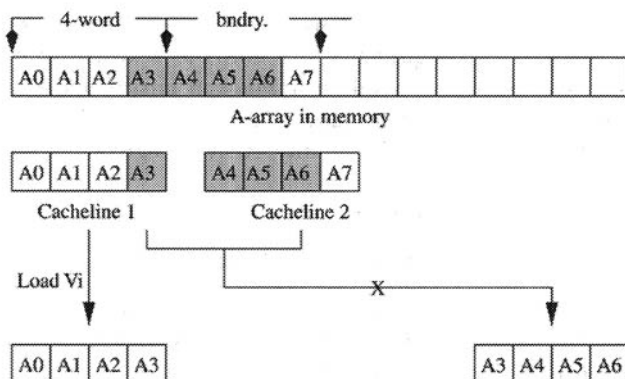 4-word bndry.
A0 A1 A2 A3 A4 A5 A6 A7
A-array in memory
A0 A1 A2 A3 A4 A5 A6 A7
Cacheline 1 Cacheline 2
Load Vi
X
A0 A1 A2 A3 A3 A4 A5 A6